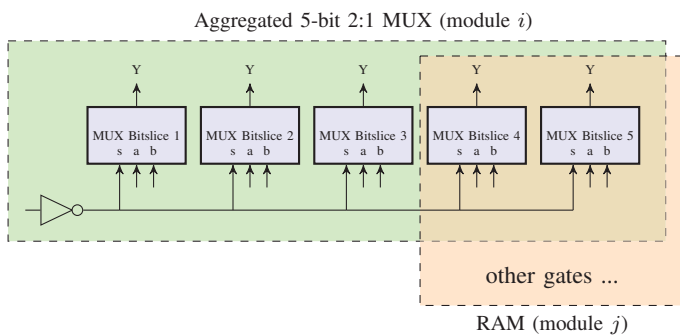 Aggregated 5-bit 2:1 MUX (module i)
Y Y Y Y Y
MUX Bitslice 1 MUX Bitslice 2 MUX Bitslice 3 MUX Bitslice 4 MUX Bitslice 5
s a b s a b s a b s a b s a b
other gates ...
RAM (module j)